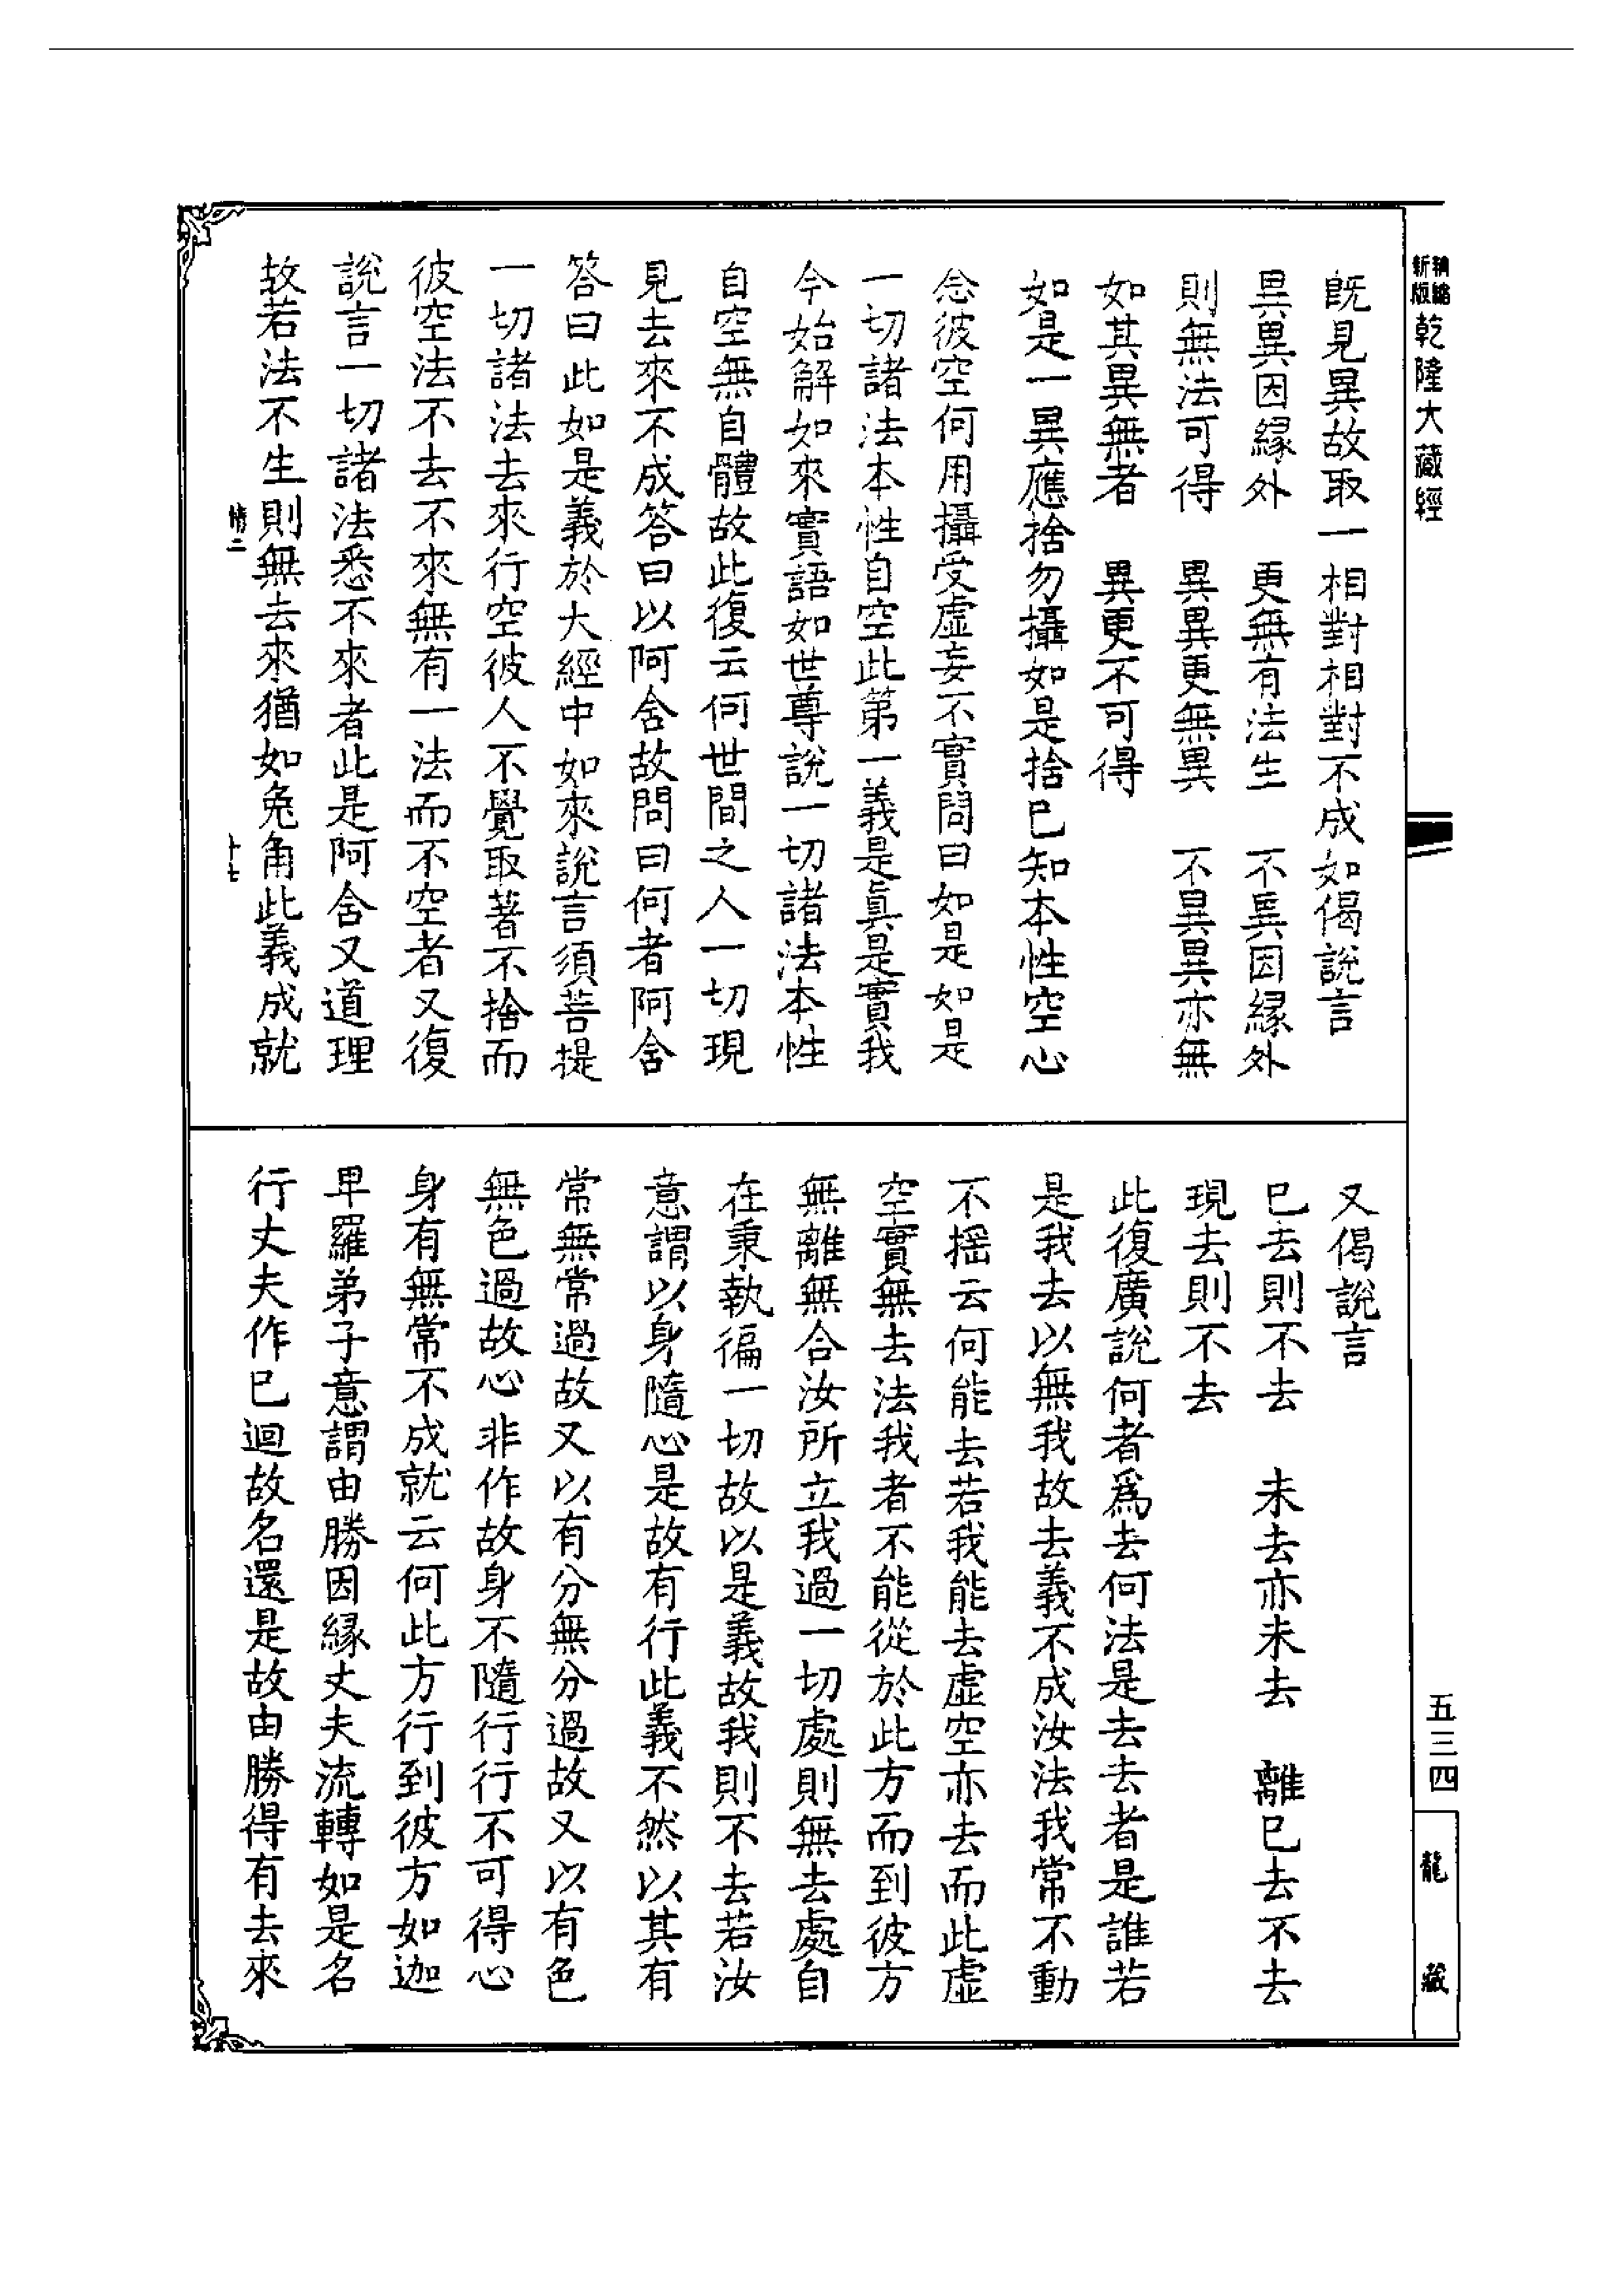 精縮
新版
乾隆大藏經
既見異故取一相對相對不成如偈說言
異異因緣外　更無有法生　不異因緣外
則無法可得　異異更無異　不異異亦無
如其異無者　異更不可得
如是一異應捨勿攝如是捨已知本性空心
念彼空何用攝受虛妄不實問曰如是如是
一切諸法本性自空此第一義是真是實我
今始解如來實語如世尊說一切諸法本性
自空無自體故此復云何世間之人一切現
見去來不成答曰以阿含故問曰何者阿含
答曰此如是義於大經中如來說言須菩提
一切諸法去來行空彼人不覺取著不捨而
彼空法不去不來無有一法而不空者又復
說言一切諸法悉不來者此是阿含又道理
故若法不生則無去來猶如兔角此義成就
情二
十七
又偈說言
已去則不去　未去亦未去　離已去不去
現去則不去
此復廣說何者為去何法是去去者是誰若
是我去以無我故去義不成汝法我常不動
不搖云何能去若我能去虛空亦去而此虛
空實無去法我者不能從於此方而到彼方
無離無合汝所立我過一切處則無去處自
在秉執徧一切故以是義故我則不去若汝
意謂以身隨心是故有行此義不然以其有
常無常過故又以有分無分過故又以有色
無色過故心非作故身不隨行行不可得心
身有無常不成就云何此方行到彼方如迦
卑羅弟子意謂由勝因緣丈夫流轉如是名
行丈夫作已迴故名還是故由勝得有去來
五三四
龍藏